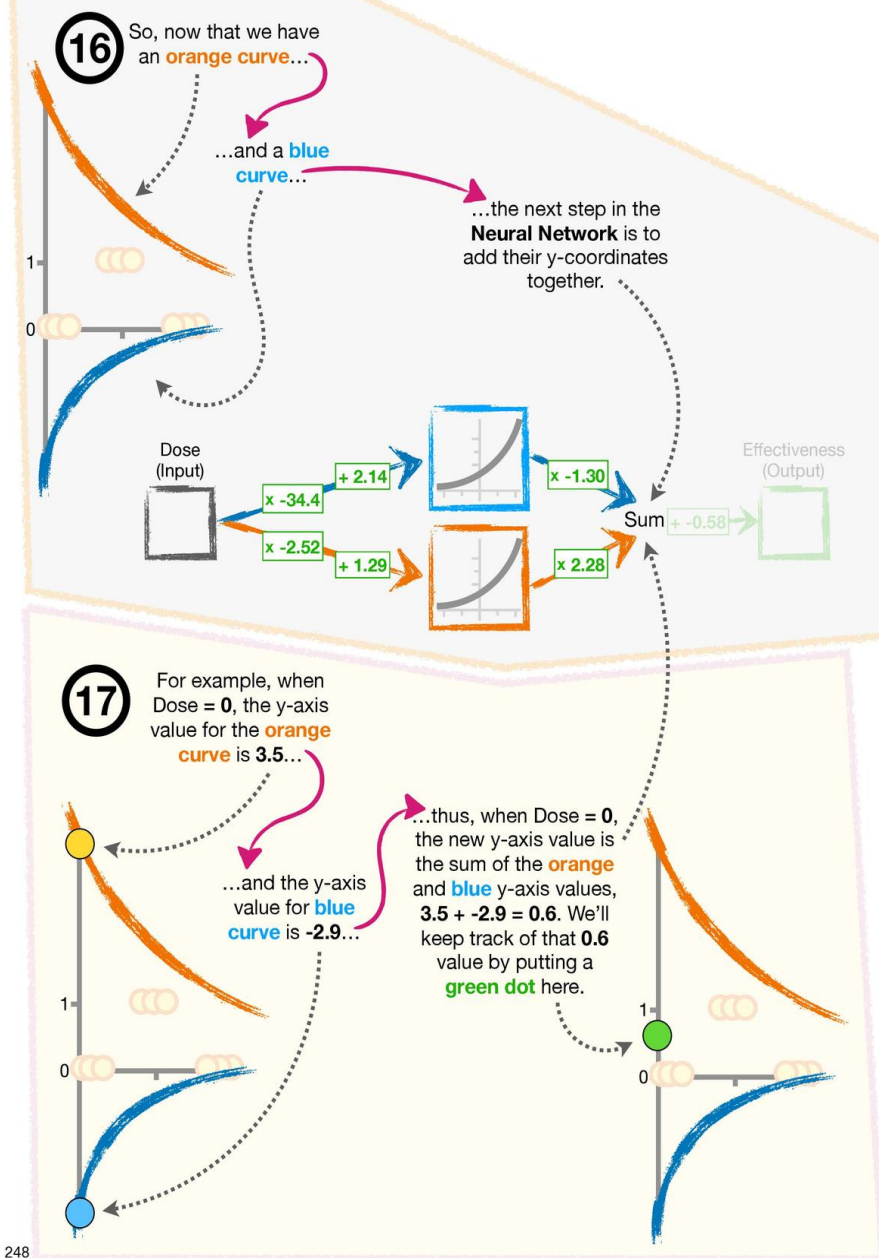 16
So, now that we have
an orange curve…
…and a blue
curve…
…the next step in the
Neural Network is to
add their y-coordinates
together.
1
0
Dose
(Input)
x -34.4
+ 2.14
x -1.30
x -2.52
+ 1.29
x 2.28
Sum
+ -0.58
Effectiveness
(Output)
17
For example, when
Dose = 0, the y-axis
value for the orange
curve is 3.5…
…and the y-axis
value for blue
curve is -2.9…
…thus, when Dose = 0,
the new y-axis value is
the sum of the orange
and blue y-axis values,
3.5 + -2.9 = 0.6. We’ll
keep track of that 0.6
value by putting a
green dot here.
1
0
1
0
248